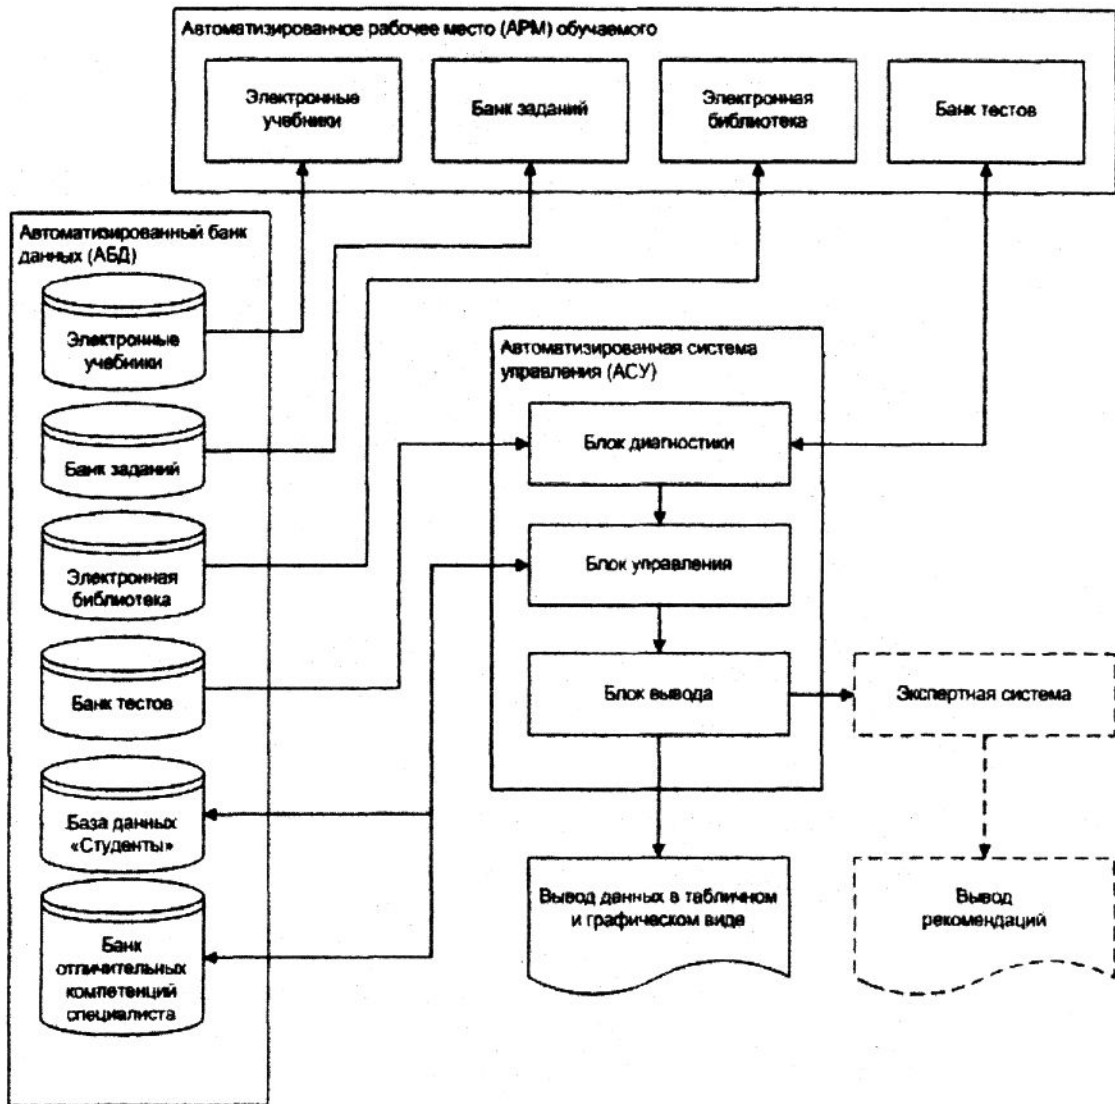 Автоматизированное рабочее место (АРМ) обучаемого
Электронные
учебники
Банк заданий
Электронная
библиотека
Банк тестов
Автоматизированный банк
данных (АБД)
Электронные
учебники
Банк заданий
Электронная
библиотека
Банк тестов
База данных
«Студенты»
Банк
отличительных
компетенций
специалиста
Автоматизированная система
управления (АСУ)
Блок диагностики
Блок управления
Блок вывода
Экспертная система
Вывод данных в табличном
и графическом виде
Вывод
рекомендаций